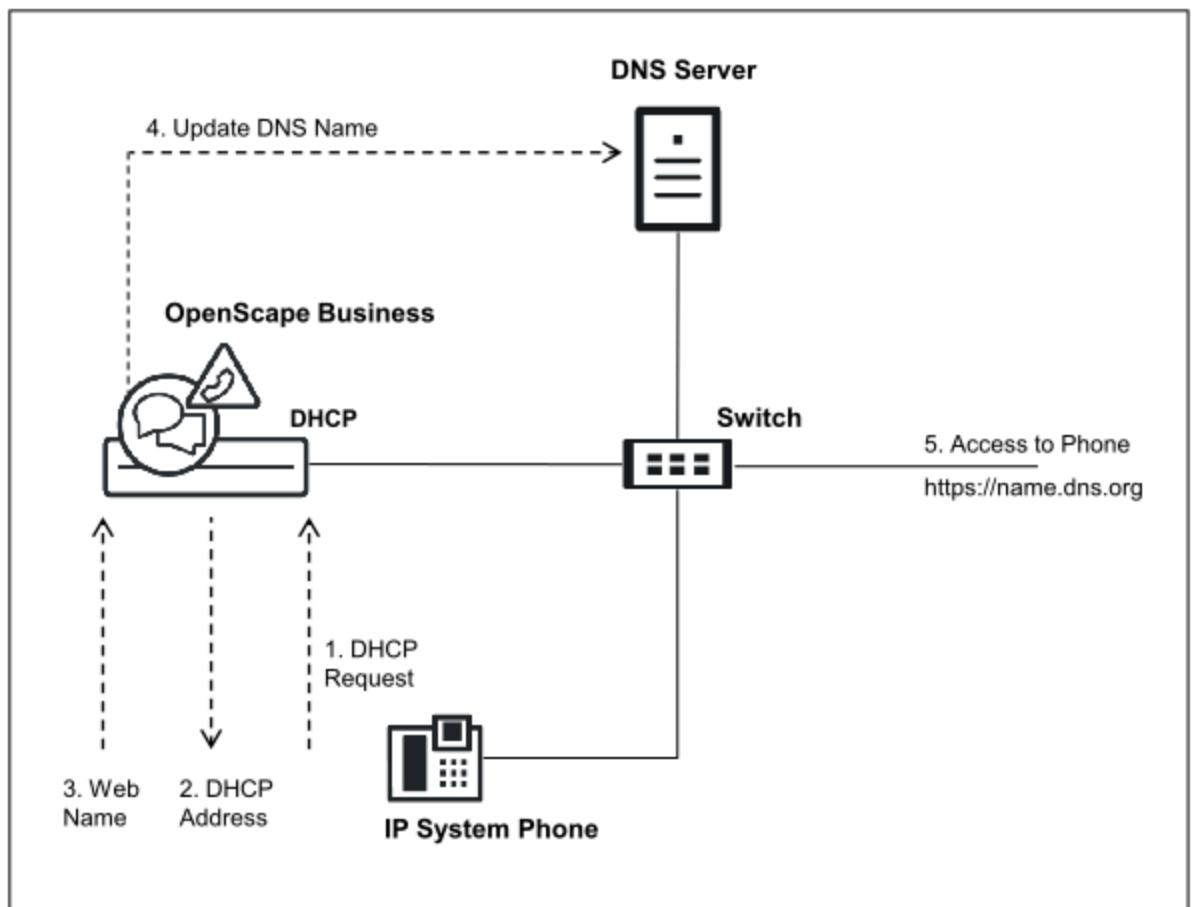 DNS Server
4. Update DNS Name
OpenScape Business
DHCP
Switch
5. Access to Phone
https://name.dns.org
1. DHCP
Request
3. Web
Name
2. DHCP
Address
IP System Phone